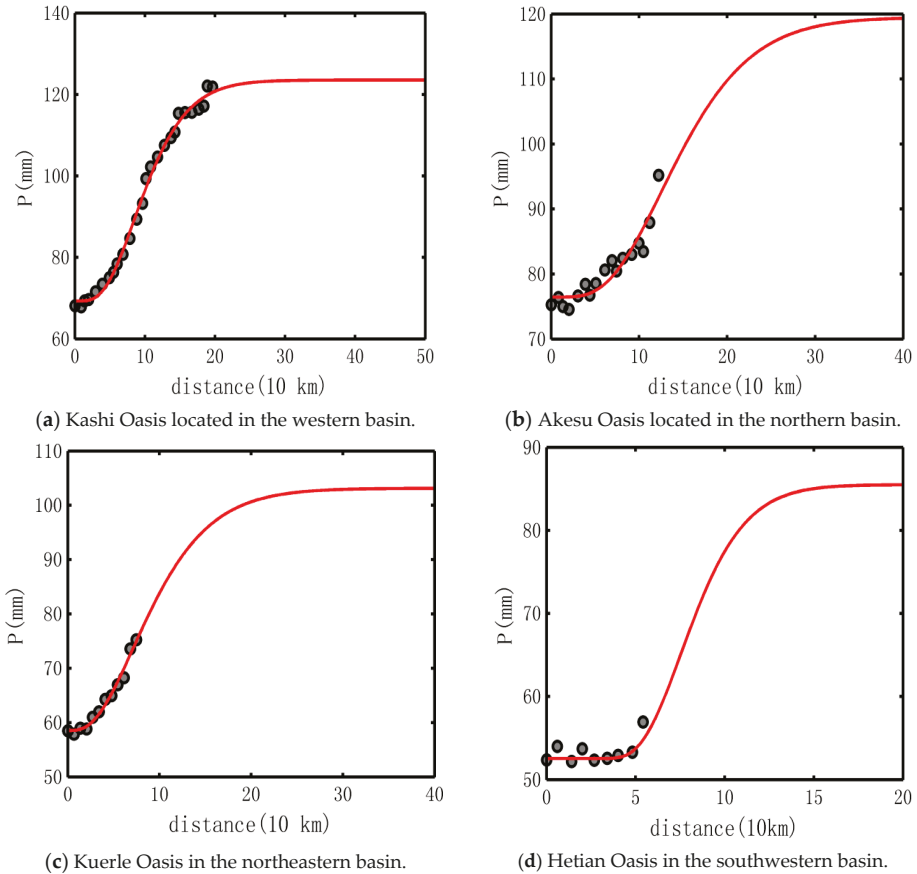 140
120
100
80
60
P(mm)
0 10 20 30 40 50
distance(10 km)
(a) Kashi Oasis located in the western basin.
120
110
100
90
80
70
P(mm)
0 10 20 30 40
distance(10 km)
(b) Akesu Oasis located in the northern basin.
110
100
90
80
70
60
50
P(mm)
0 10 20 30 40
distance(10 km)
(c) Kuerle Oasis in the northeastern basin.
90
80
70
60
50
P(mm)
0 5 10 15 20
distance(10km)
(d) Hetian Oasis in the southwestern basin.